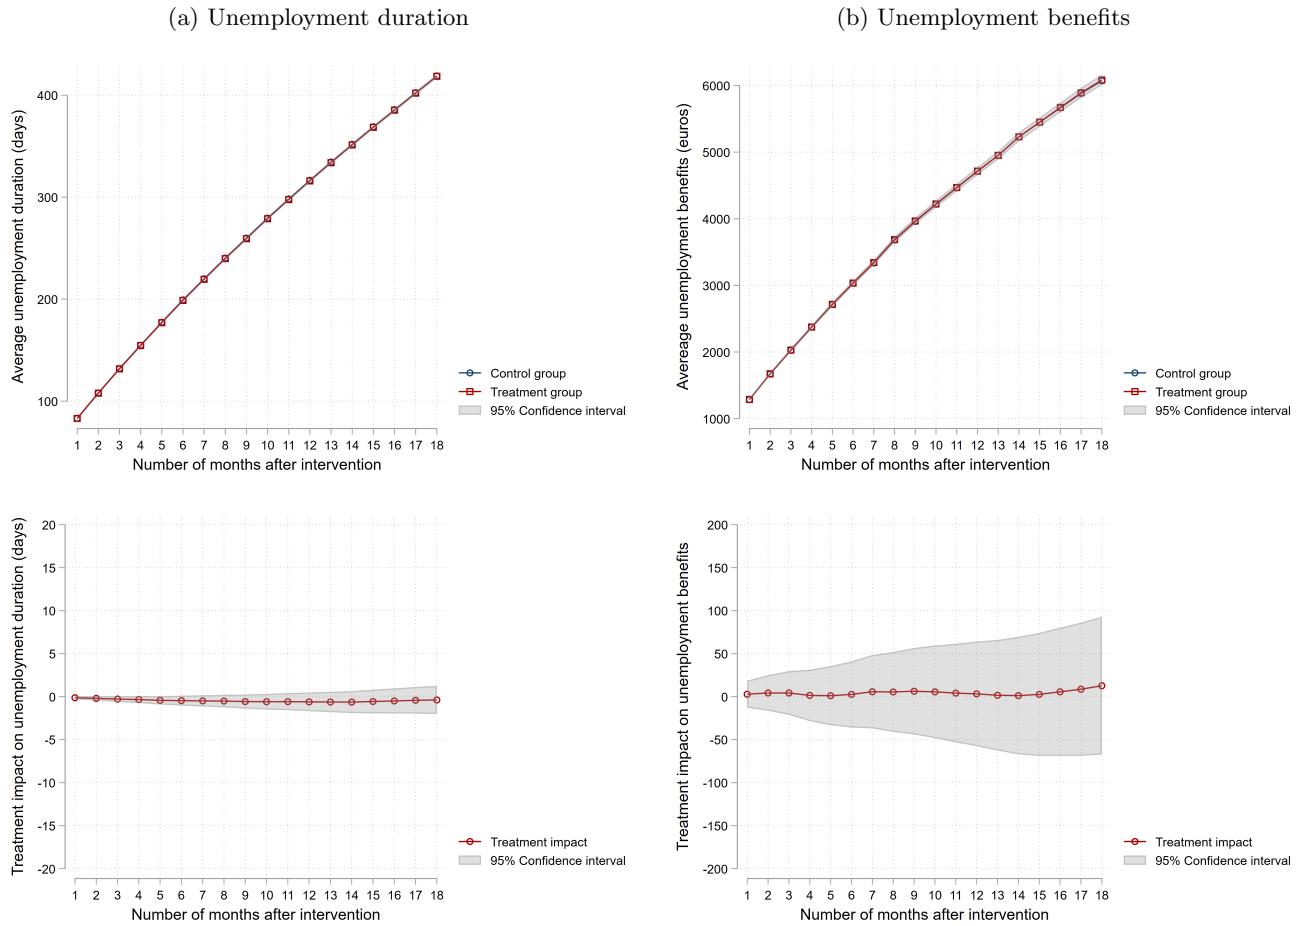 (a) Unemployment duration
Average unemployment duration (days)
400
300
200
100
1 2 3 4 5 6 7 8 9 10 11 12 13 14 15 16 17 18
Number of months after intervention
Control group
Treatment group
95% Confidence interval
(b) Unemployment benefits
Avereage unemployment benefits (euros)
6000
5000
4000
3000
2000
1000
1 2 3 4 5 6 7 8 9 10 11 12 13 14 15 16 17 18
Number of months after intervention
Control group
Treatment group
95% Confidence interval
Treatment impact on unemployment duration (days)
20
15
10
5
0
-5
-10
-15
-20
1 2 3 4 5 6 7 8 9 10 11 12 13 14 15 16 17 18
Number of months after intervention
Treatment impact
95% Confidence interval
Treatment impact on unemployment benefits
200
150
100
50
0
-50
-100
-150
-200
1 2 3 4 5 6 7 8 9 10 11 12 13 14 15 16 17 18
Number of months after intervention
Treatment impact
95% Confidence interval